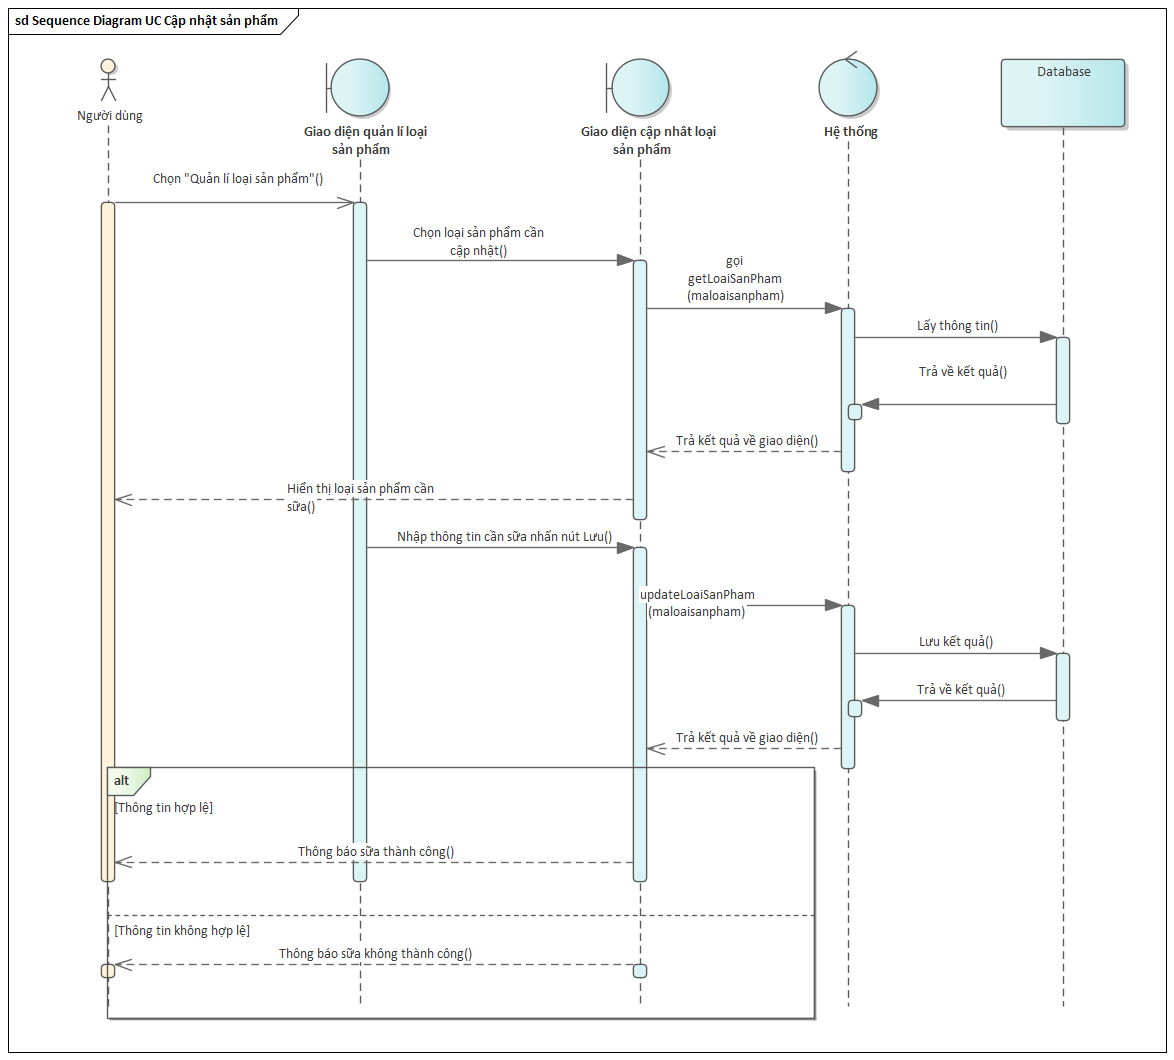 sd Sequence Diagram UC Cập nhật sản phẩm
Người dùng
Giao diện quản lí loại
sản phẩm
Giao diện cập nhât loại
sản phẩm
Hệ thống
Database
Chọn "Quản lí loại sản phẩm"()
Chọn loại sản phẩm cần
cập nhật()
gọi
getLoaiSanPham
(maloaisanpham)
Lấy thông tin()
Trả về kết quả()
Trả kết quả về giao diện()
Hiển thị loại sản phẩm cần
sữa()
Nhập thông tin cần sữa nhấn nút Lưu()
updateLoaiSanPham
(maloaisanpham)
Lưu kết quả()
Trả về kết quả()
Trả kết quả về giao diện()
alt
[Thông tin hợp lệ]
Thông báo sữa thành công()
[Thông tin không hợp lệ]
Thông báo sữa không thành công()